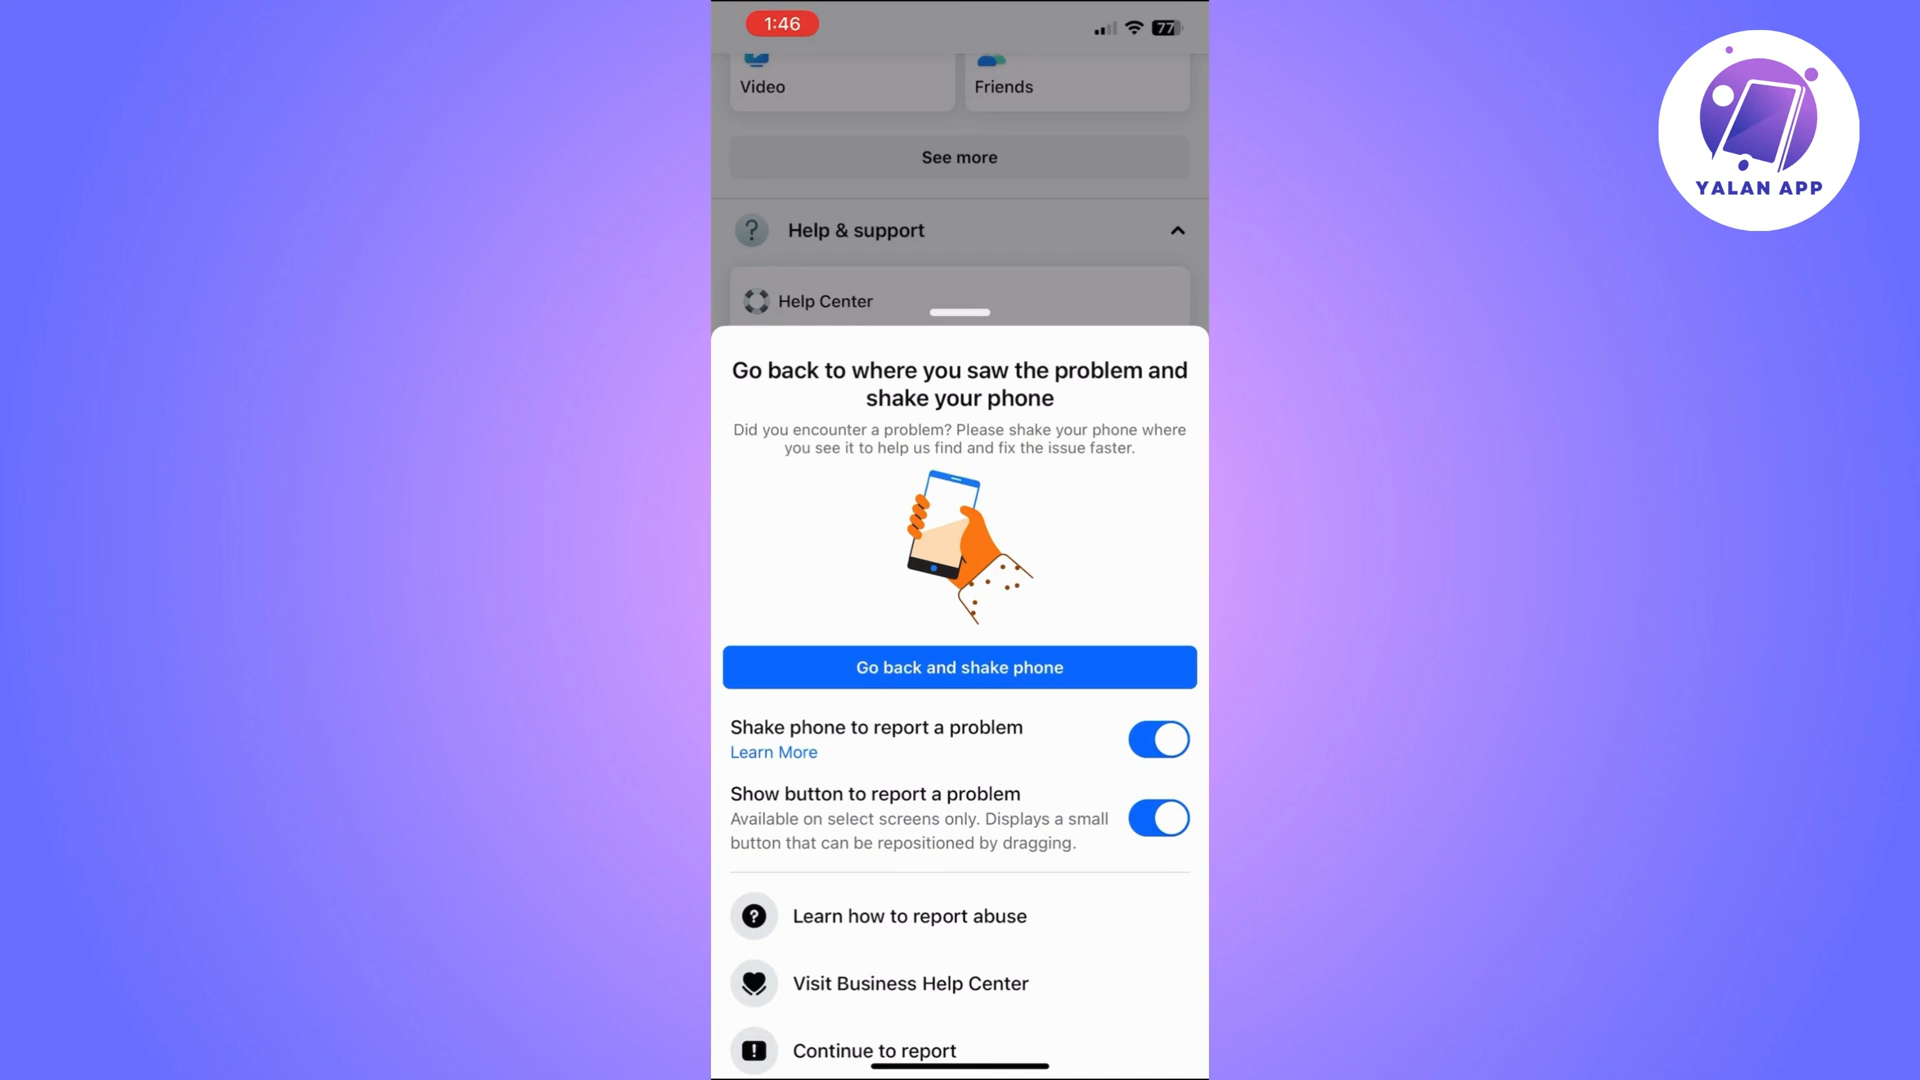 1:46
77
Video
Friends
See more
Help & support
Help Center
YALAN APP
Go back to where you saw the problem and
shake your phone
Did you encounter a problem? Please shake your phone where
you see it to help us find and fix the issue faster.
Go back and shake phone
Shake phone to report a problem
Learn More
Show button to report a problem
Available on select screens only. Displays a small
button that can be repositioned by dragging.
Learn how to report abuse
Visit Business Help Center
Continue to report